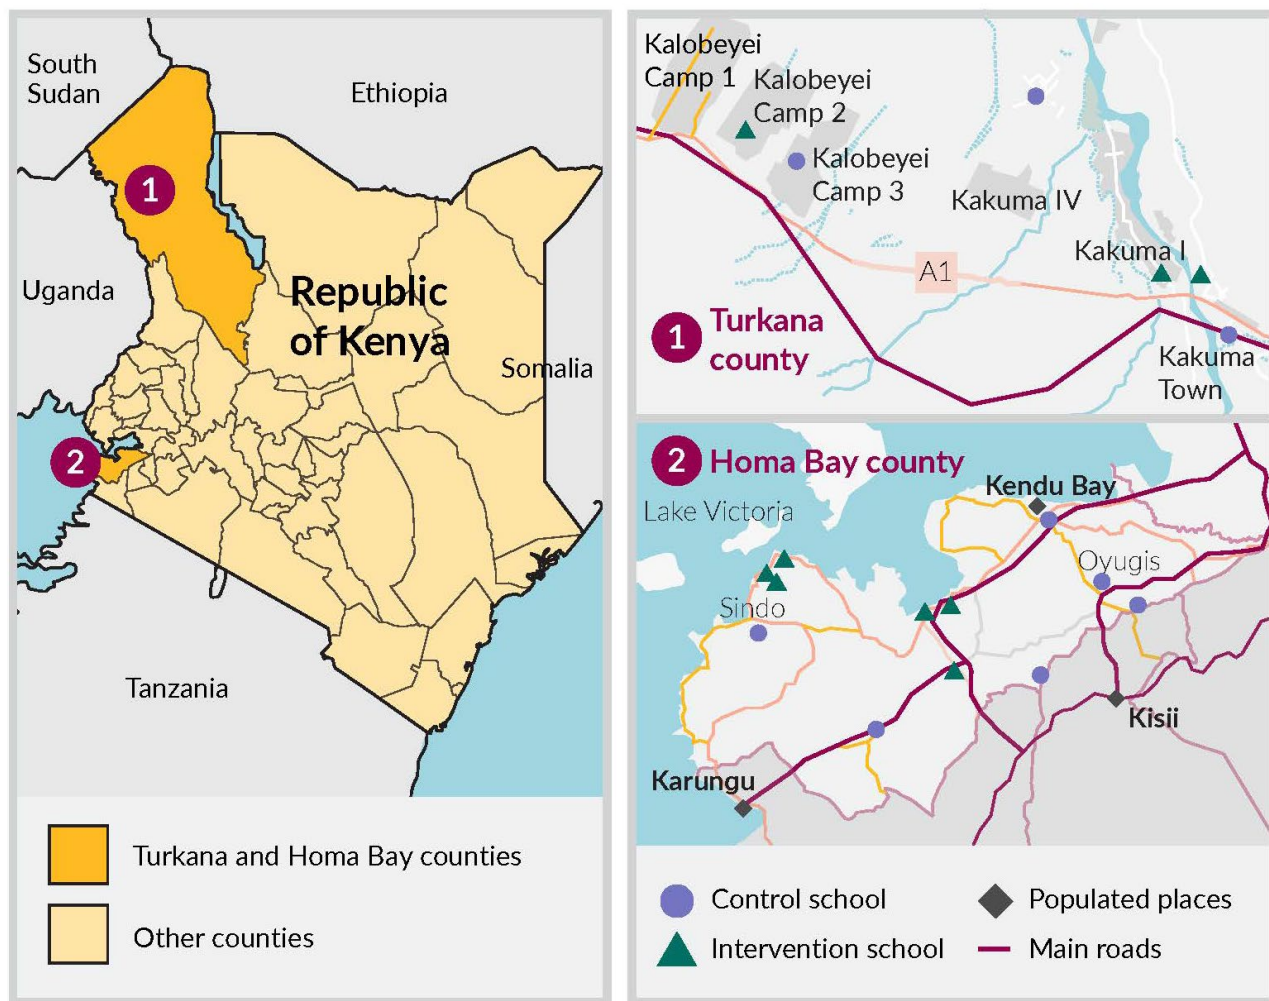 South
Sudan
Ethiopia
1
Uganda
Republic
of Kenya
Somalia
2
Tanzania
Turkana and Homa Bay counties
Other counties
Kalobeyei
Camp 1
Kalobeyei
Camp 2
Kalobeyei
Camp 3
Kakuma IV
Kakuma I
A1
1 Turkana
county
Kakuma
Town
2 Homa Bay county
Kendu Bay
Lake Victoria
Oyugis
Sindo
Kisii
Karungu
Control school
Populated places
Intervention school
Main roads